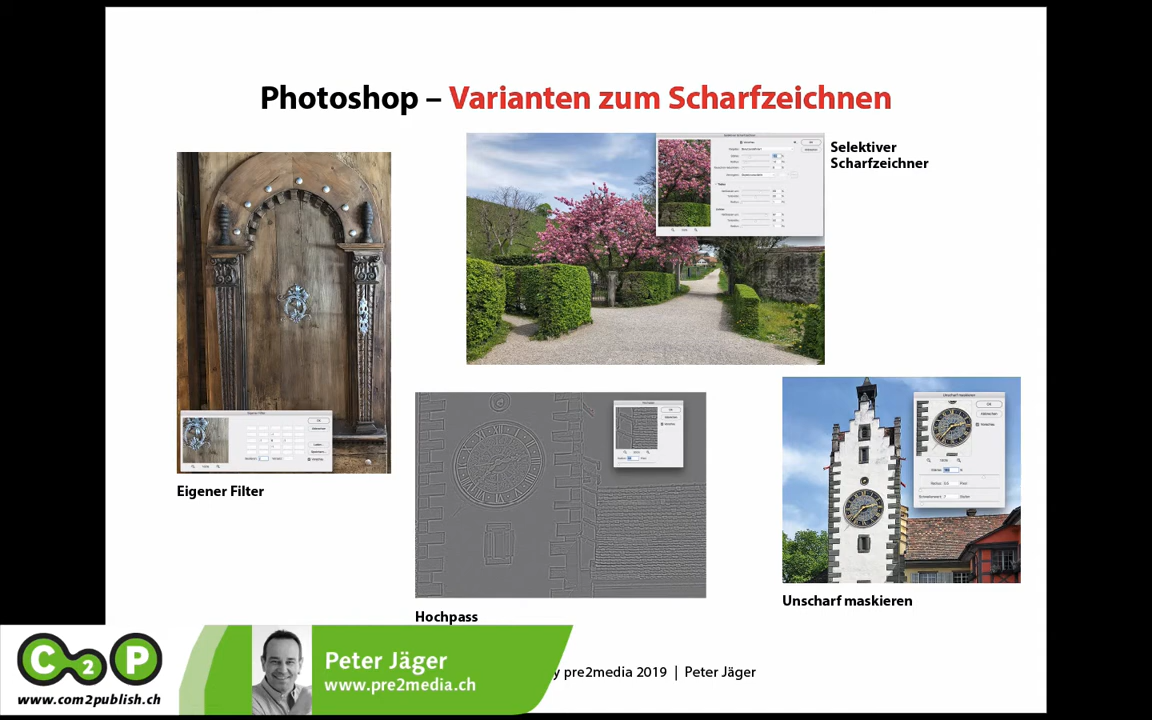 Photoshop – Varianten zum Scharfzeichnen
Selektiver
Scharfzeichner
Eigener Filter
Hochpass
Unscharf maskieren
C2P
www.com2publish.ch
Peter Jäger
www.pre2media.ch
y pre2media 2019 | Peter Jäger